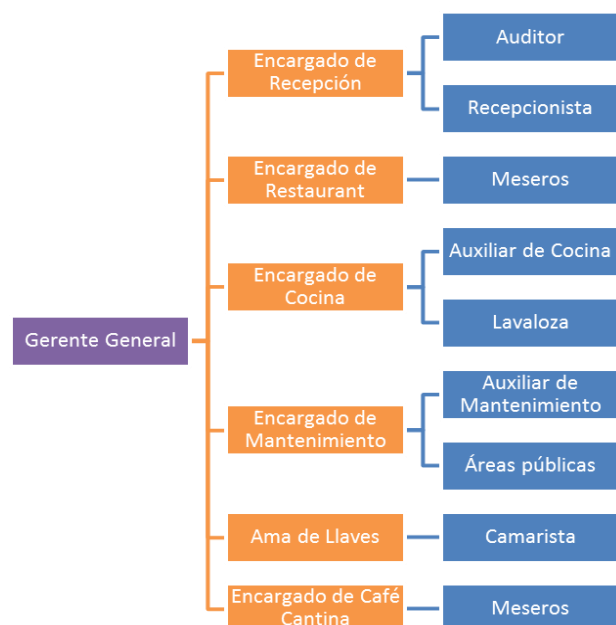 Gerente General
Encargado de
Recepción
Auditor
Recepcionista
Encargado de
Restaurant
Meseros
Encargado de
Cocina
Auxiliar de Cocina
Lavaloza
Encargado de
Mantenimiento
Auxiliar de
Mantenimiento
Áreas públicas
Ama de Llaves
Camarista
Encargado de Café
Cantina
Meseros